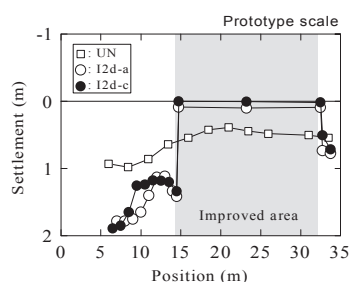 Prototype scale
-1
0
1
2
Settlement (m)
: UN
: I2d-a
: I2d-c
Improved area
0 5 10 15 20 25 30 35
Position (m)